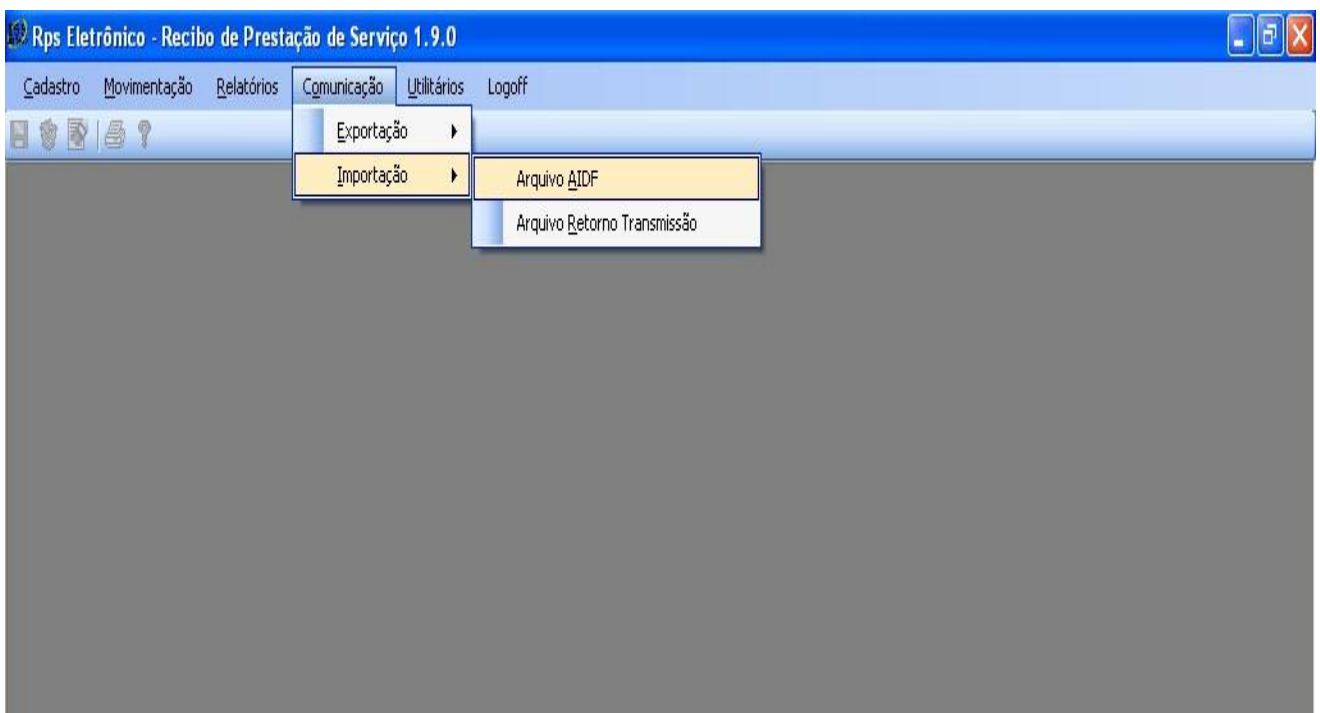 Rps Eletrônico - Recibo de Prestação de Serviço 1.9.0
Cadastro Movimentação Relatórios Comunicação Utilitários Logoff
Exportação
Importação
Arquivo AIDF
Arquivo Retorno Transmissão